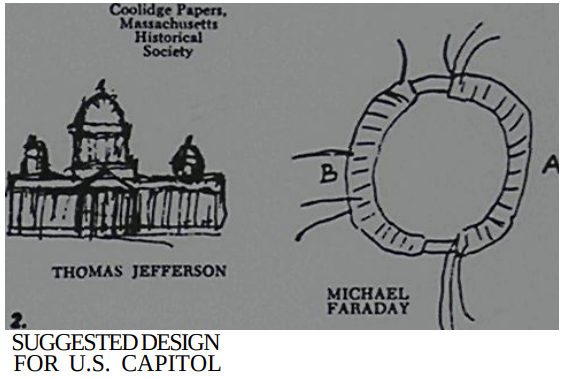 Coolidge Papers,
Massachusetts
Historical
Society
B
A
THOMAS JEFFERSON
MICHAEL
FARADAY
2.
SUGGESTED DESIGN
FOR U.S. CAPITOL